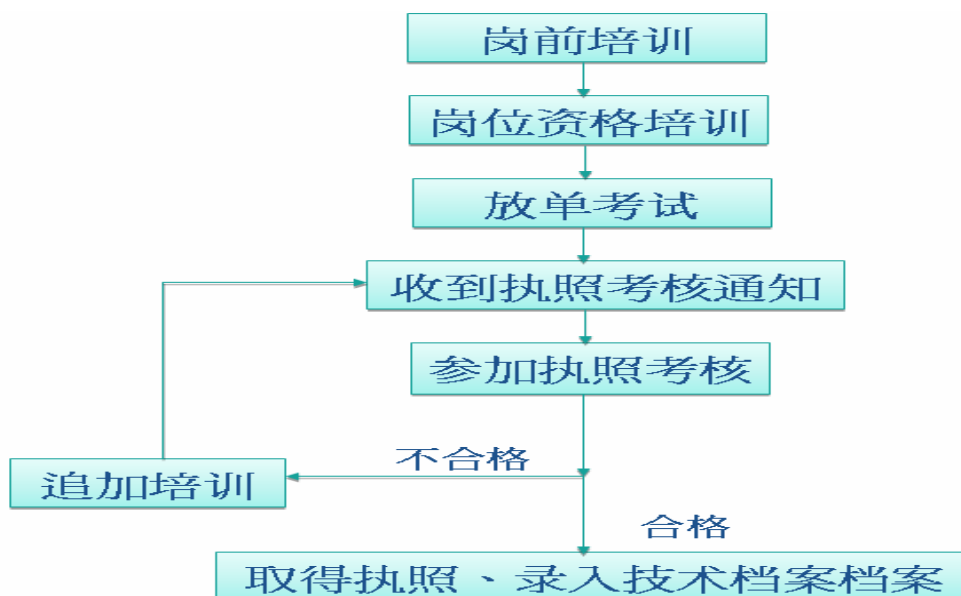 岗前培训
岗位资格培训
放单考试
收到执照考核通知
参加执照考核
不合格
追加培训
合格
取得执照、录入技术档案档案